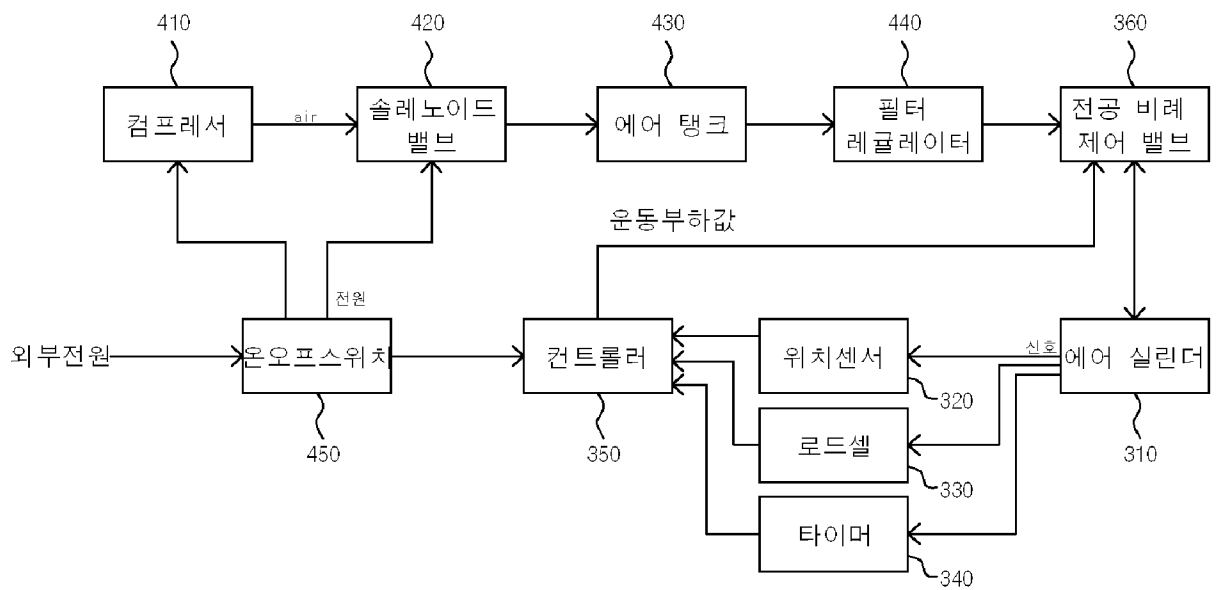 410
420
430
440
360
컴프레서
air
솔레노이드
밸브
에어 탱크
필터
레귤레이터
전공 비례
제어 밸브
운동부하값
전원
외부전원
온오프스위치
컨트롤러
위치센서
신호
에어 실린더
320
450
350
로드셀
310
330
타이머
340